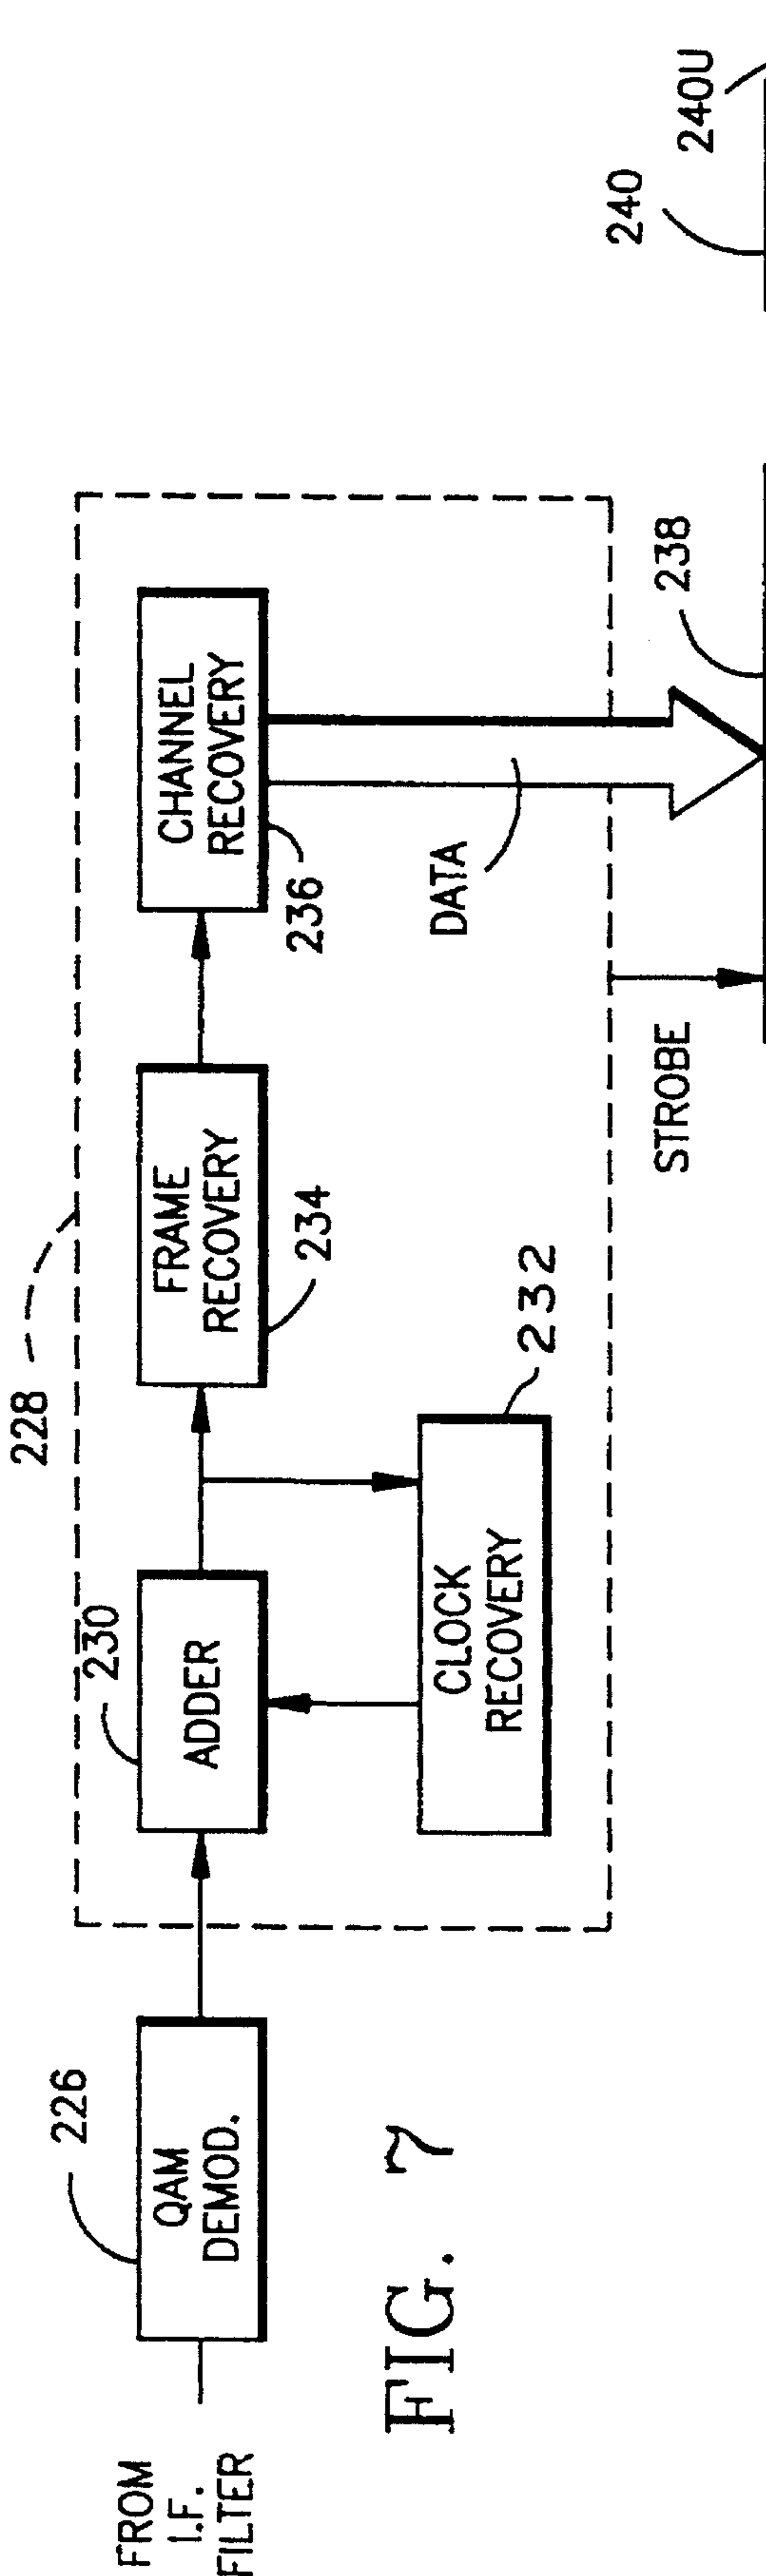 FROM
I.F.
FILTER
QAM
DEMOD.
226
228
230
ADDER
CLOCK
RECOVERY
232
FRAME
RECOVERY
234
CHANNEL
RECOVERY
236
DATA
STROBE
238
240
240U
FIG. 7